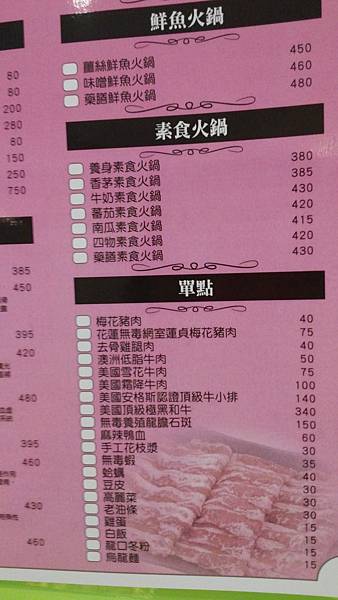 80
80
200
280
80
150
250
750
385
450
395
420
480
395
460
430
460
鮮魚火鍋
薑絲鮮魚火鍋 450
味噌鮮魚火鍋 460
藥膳鮮魚火鍋 480
素食火鍋
養身素食火鍋 380
香茅素食火鍋 385
牛奶素食火鍋 430
蕃茄素食火鍋 420
南瓜素食火鍋 415
四物素食火鍋 420
藥膳素食火鍋 430
單點
梅花豬肉 40
花蓮無毒網室蓮貞梅花豬肉 75
去骨雞腿肉 40
澳洲低脂牛肉 50
美國雪花牛肉 75
美國霜降牛肉 100
美國安格斯認證頂級牛小排 140
美國頂級極黑和牛 340
無毒養殖龍膽石斑 150
麻辣鴨血 60
手工花枝漿 30
無毒蝦 35
蛤蠣 40
豆皮 30
高麗菜 40
老油條 30
雞蛋 15
白飯 15
龍口冬粉 15
烏龍麵 15